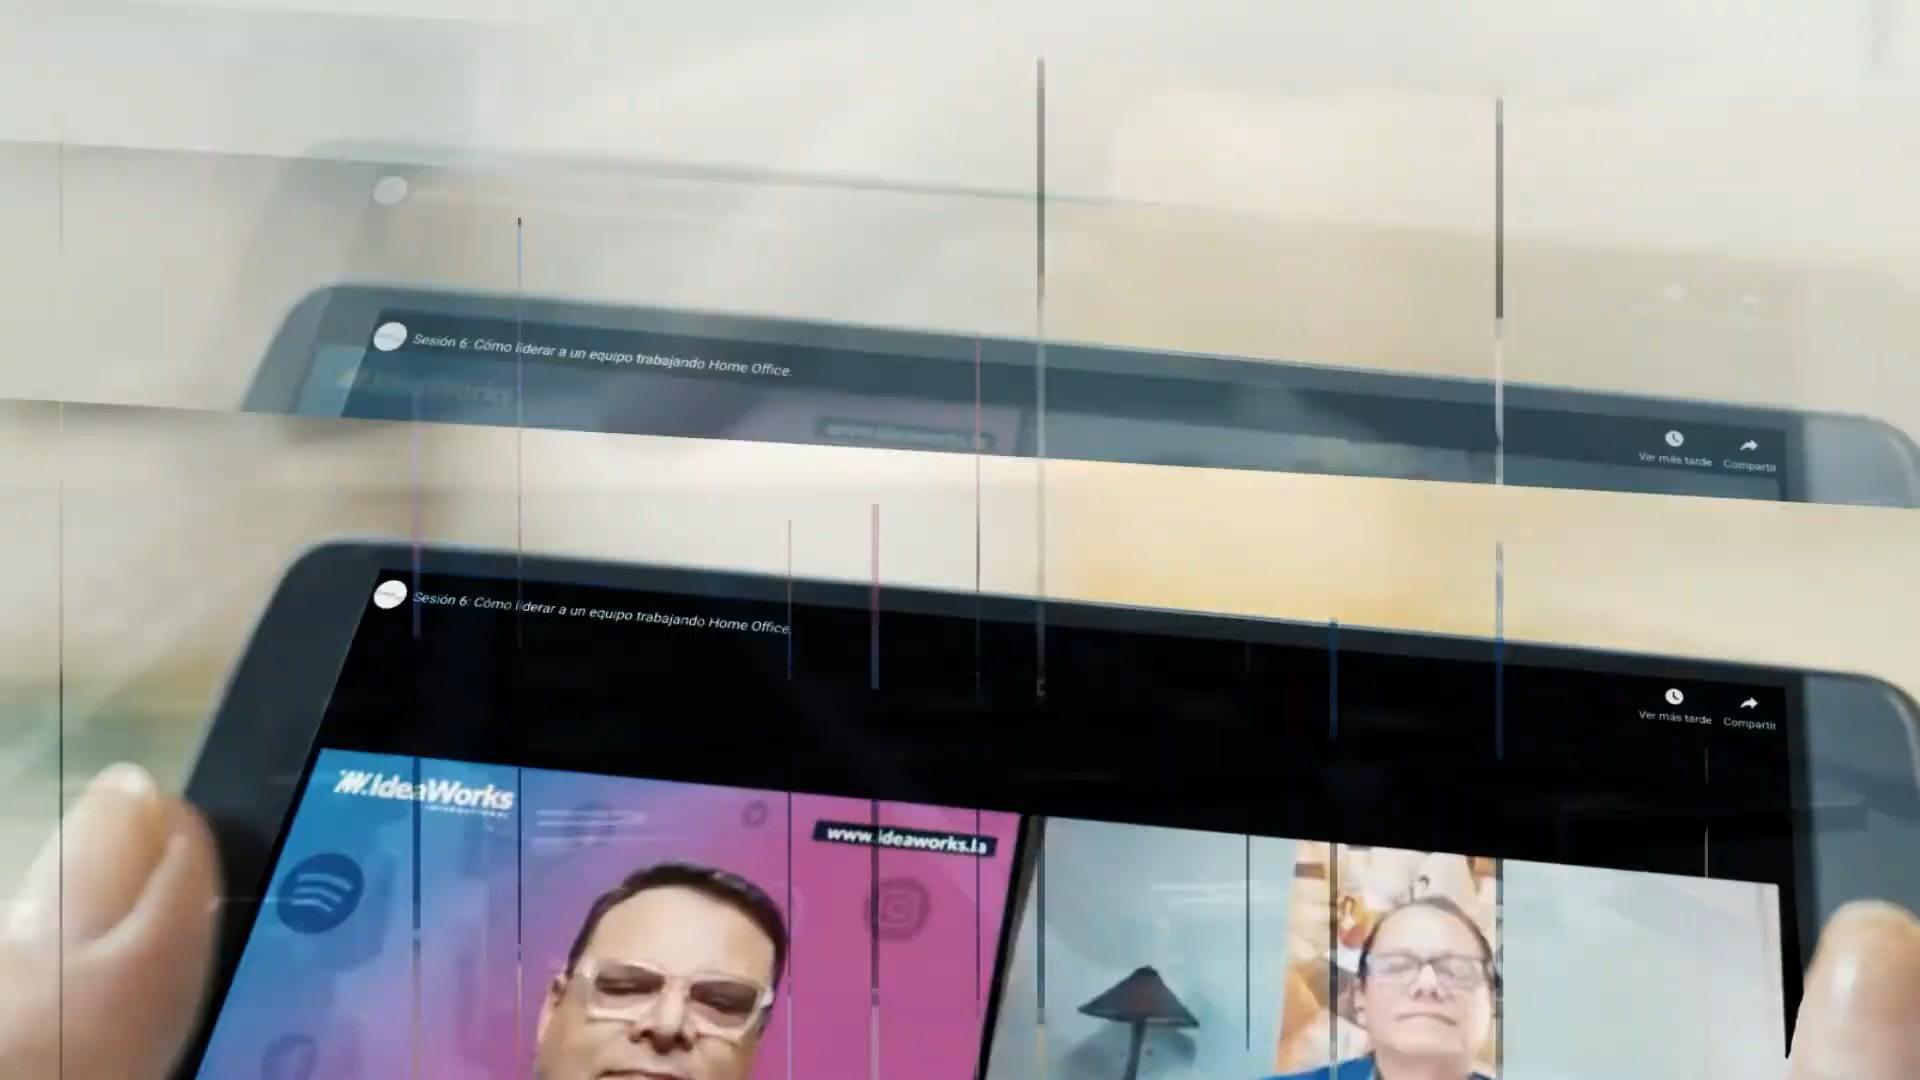 Sesión 6: Cómo liderar a un equipo trabajando Home Office.
Ver más tarde
Compartir
Sesión 6: Cómo liderar a un equipo trabajando Home Office.
Ver más tarde
Compartir
IdeaWorks
www.ideaworks.la